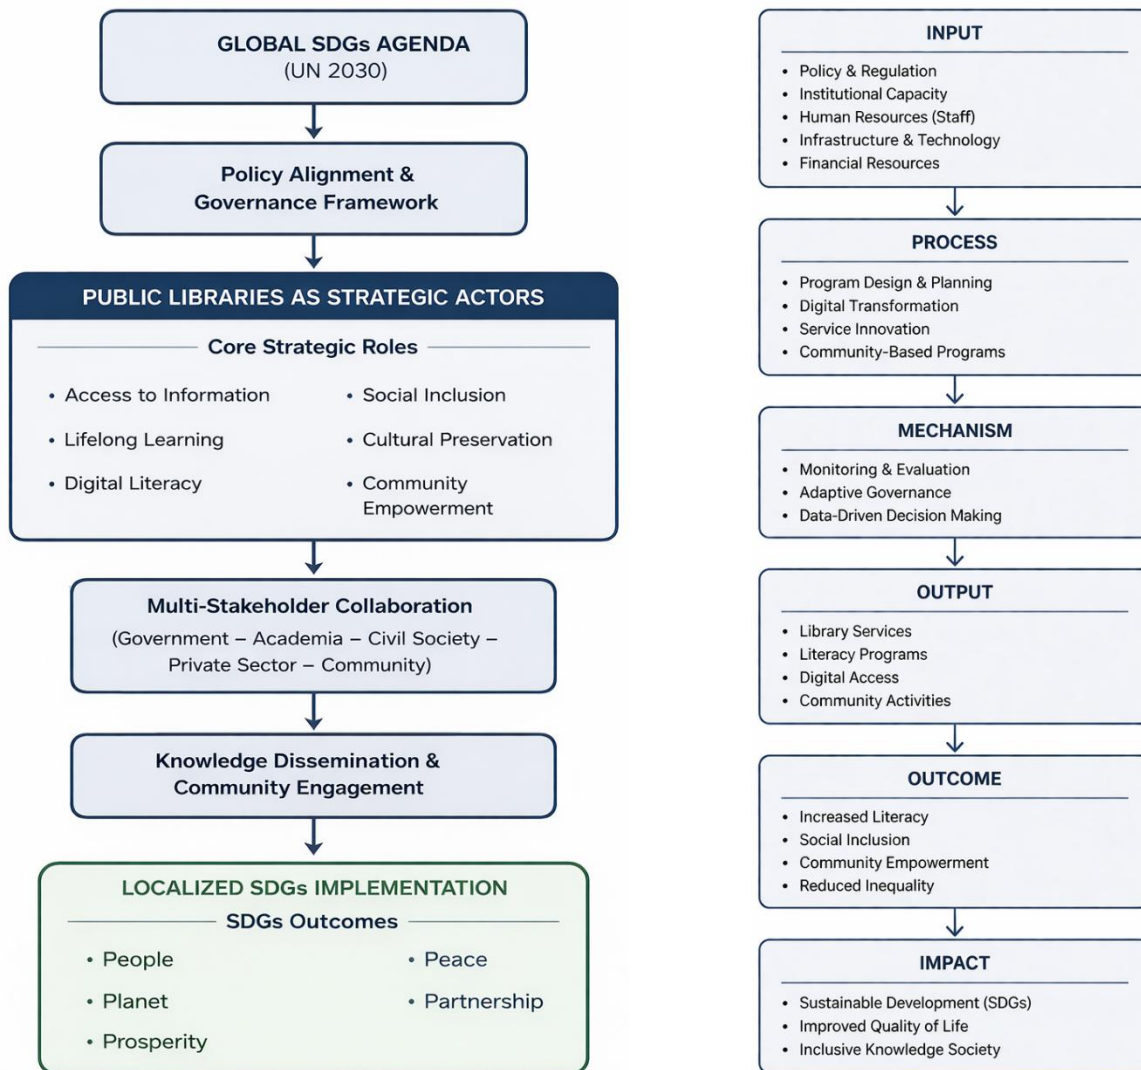 GLOBAL SDGs AGENDA
(UN 2030)
Policy Alignment &
Governance Framework
PUBLIC LIBRARIES AS STRATEGIC ACTORS
Core Strategic Roles
• Access to Information
• Lifelong Learning
• Digital Literacy
• Social Inclusion
• Cultural Preservation
• Community
Empowerment
Multi-Stakeholder Collaboration
(Government – Academia – Civil Society –
Private Sector – Community)
Knowledge Dissemination &
Community Engagement
LOCALIZED SDGs IMPLEMENTATION
SDGs Outcomes
• People
• Planet
• Prosperity
• Peace
• Partnership
INPUT
• Policy & Regulation
• Institutional Capacity
• Human Resources (Staff)
• Infrastructure & Technology
• Financial Resources
PROCESS
• Program Design & Planning
• Digital Transformation
• Service Innovation
• Community-Based Programs
MECHANISM
• Monitoring & Evaluation
• Adaptive Governance
• Data-Driven Decision Making
OUTPUT
• Library Services
• Literacy Programs
• Digital Access
• Community Activities
OUTCOME
• Increased Literacy
• Social Inclusion
• Community Empowerment
• Reduced Inequality
IMPACT
• Sustainable Development (SDGs)
• Improved Quality of Life
• Inclusive Knowledge Society